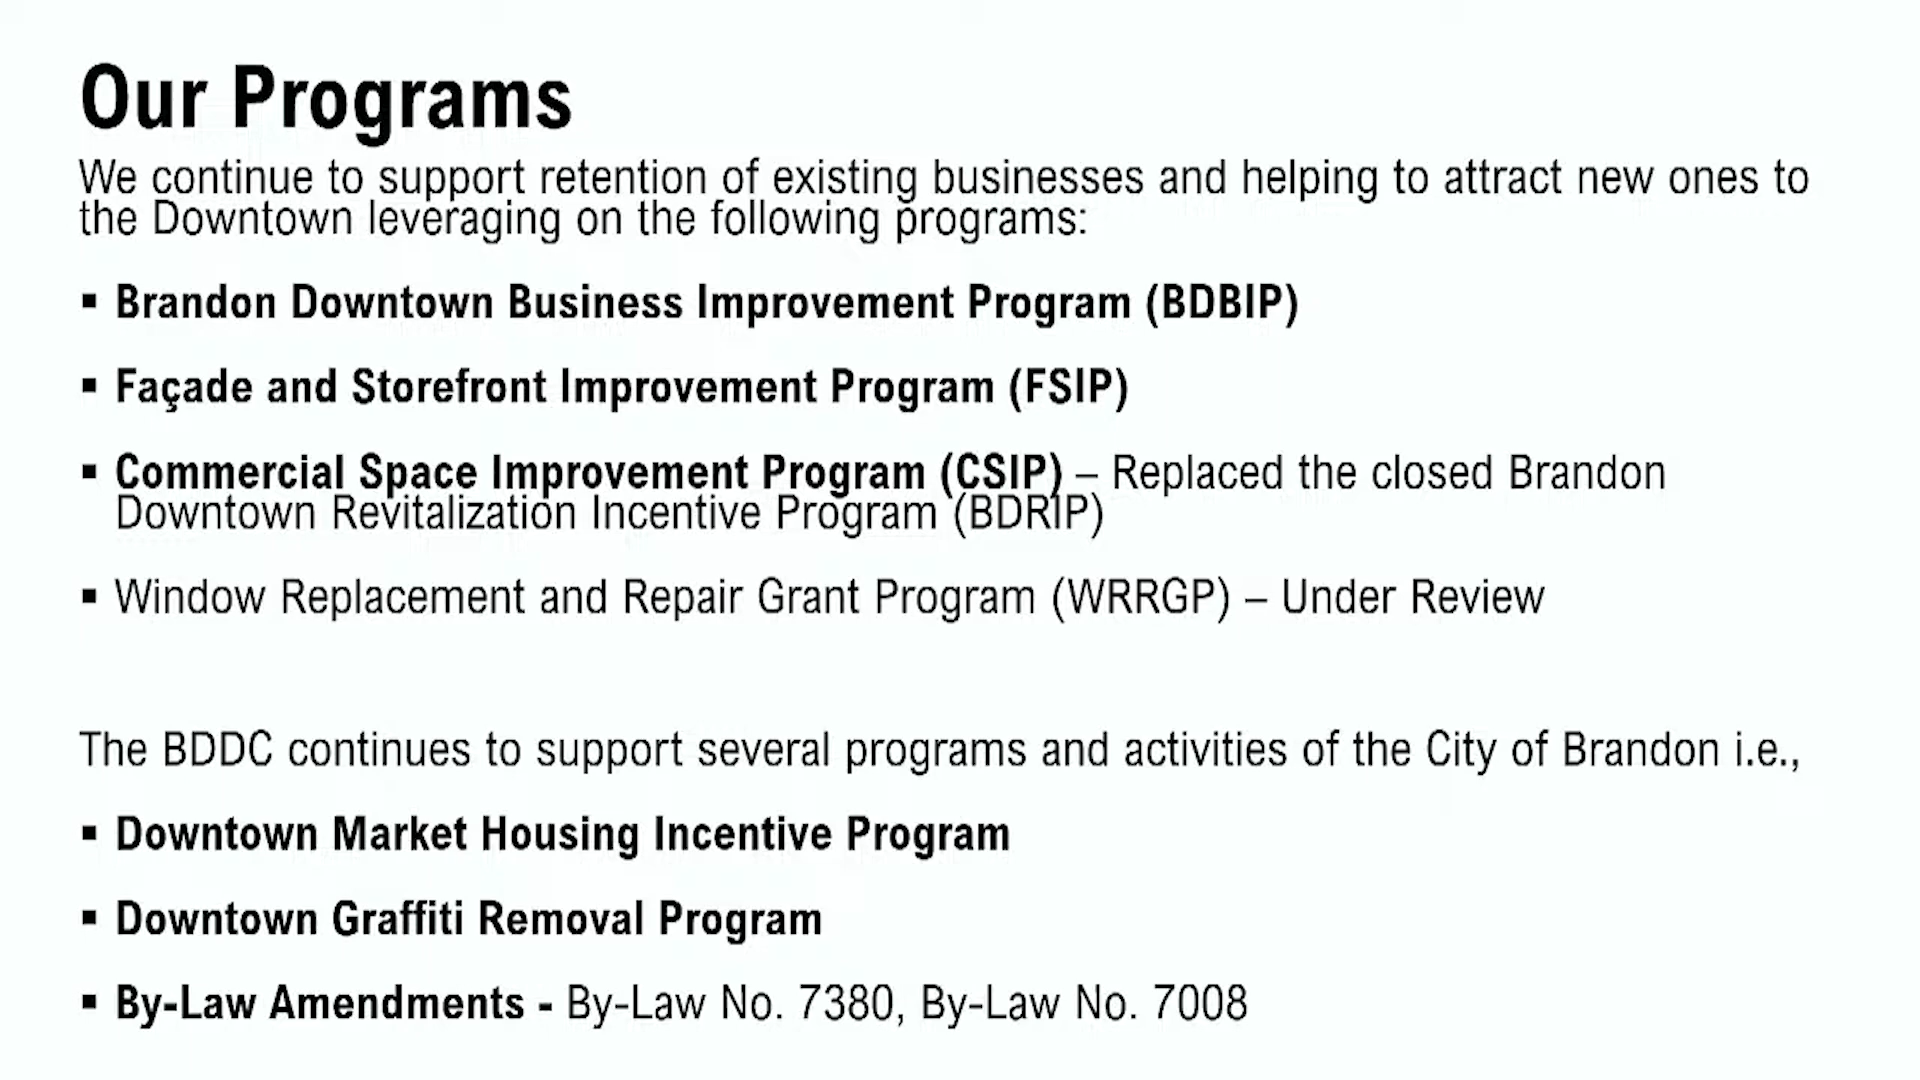 Our Programs
We continue to support retention of existing businesses and helping to attract new ones to
the Downtown leveraging on the following programs:
▪ Brandon Downtown Business Improvement Program (BDBIP)
▪ Façade and Storefront Improvement Program (FSIP)
▪ Commercial Space Improvement Program (CSIP) – Replaced the closed Brandon
Downtown Revitalization Incentive Program (BDRIP)
▪ Window Replacement and Repair Grant Program (WRRGP) – Under Review
The BDDC continues to support several programs and activities of the City of Brandon i.e.,
▪ Downtown Market Housing Incentive Program
▪ Downtown Graffiti Removal Program
▪ By-Law Amendments - By-Law No. 7380, By-Law No. 7008